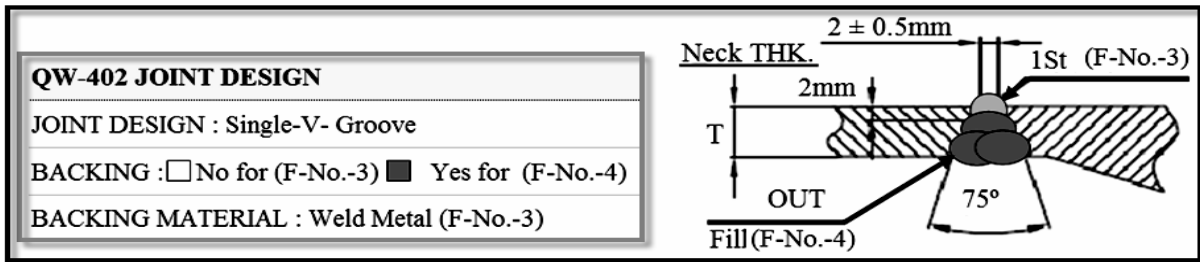 QW-402 JOINT DESIGN
JOINT DESIGN : Single-V- Groove
BACKING : No for (F-No.-3) Yes for (F-No.-4)
BACKING MATERIAL : Weld Metal (F-No.-3)
2 ± 0.5mm
Neck THK.
1St (F-No.-3)
2mm
T
OUT
75º
Fill(F-No.-4)